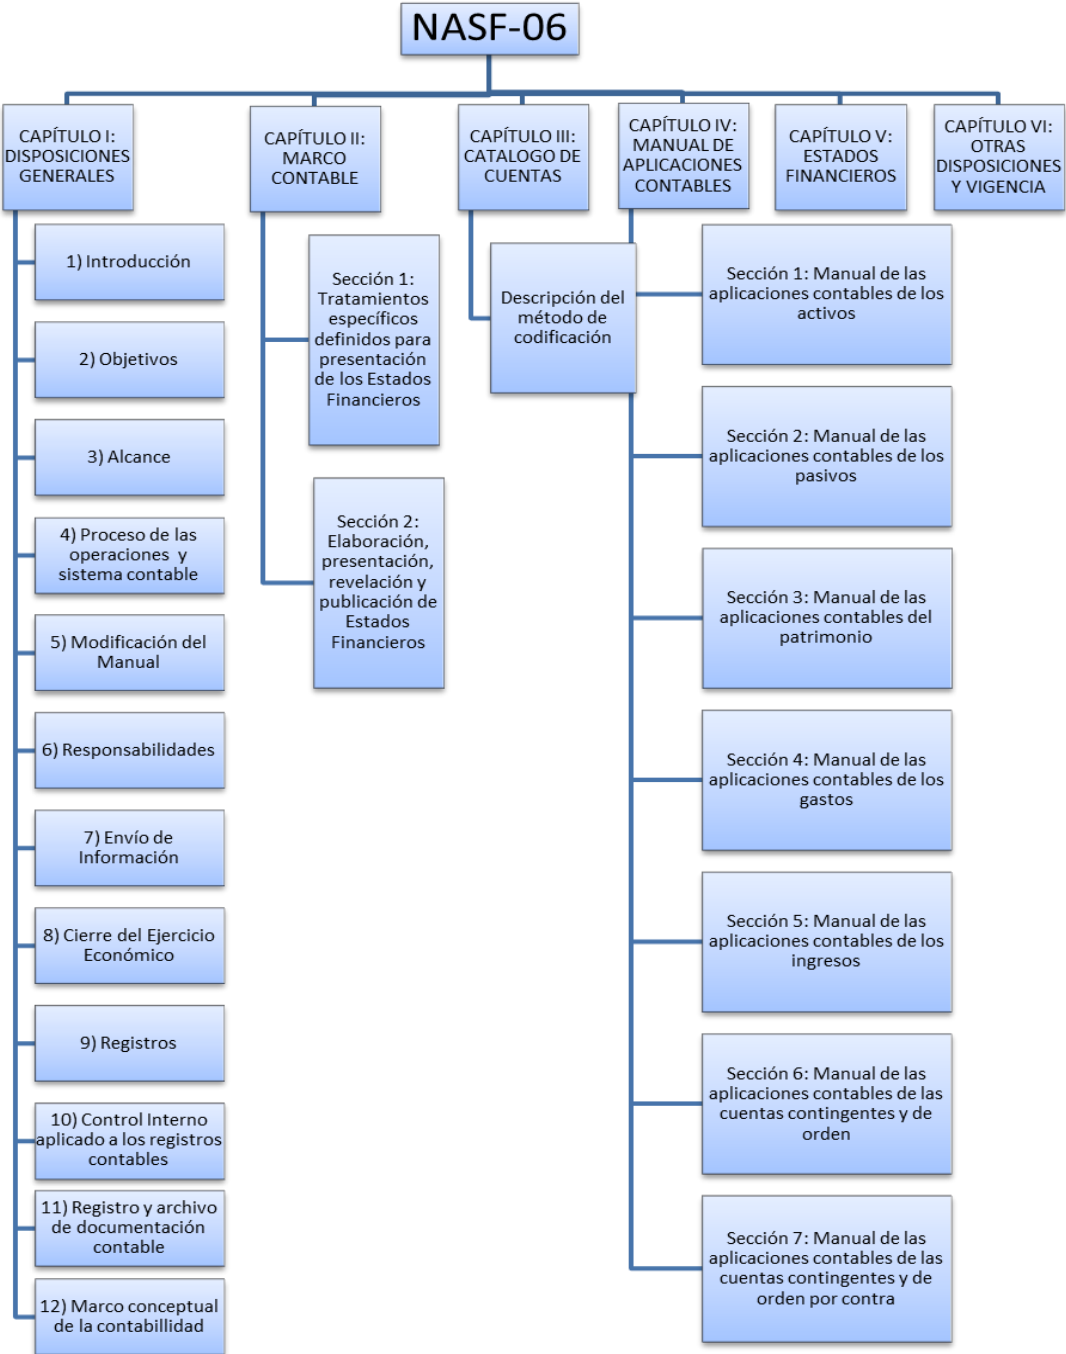 NASF-06
CAPÍTULO I:
DISPOSICIONES
GENERALES
1) Introducción
2) Objetivos
3) Alcance
4) Proceso de las
operaciones y
sistema contable
5) Modificación del
Manual
6) Responsabilidades
7) Envío de
Información
8) Cierre del Ejercicio
Económico
9) Registros
10) Control Interno
aplicado a los registros
contables
11) Registro y archivo
de documentación
contable
12) Marco conceptual
de la contabillidad
CAPÍTULO II:
MARCO
CONTABLE
Sección 1:
Tratamientos
específicos
definidos para
presentación
de los Estados
Financieros
Sección 2:
Elaboración,
presentación,
revelación y
publicación de
Estados
Financieros
CAPÍTULO III:
CATALOGO DE
CUENTAS
Descripción del
método de
codificación
CAPÍTULO IV:
MANUAL DE
APLICACIONES
CONTABLES
Sección 1: Manual de las
aplicaciones contables de los
activos
Sección 2: Manual de las
aplicaciones contables de los
pasivos
Sección 3: Manual de las
aplicaciones contables del
patrimonio
Sección 4: Manual de las
aplicaciones contables de los
gastos
Sección 5: Manual de las
aplicaciones contables de los
ingresos
Sección 6: Manual de las
aplicaciones contables de las
cuentas contingentes y de
orden
Sección 7: Manual de las
aplicaciones contables de las
cuentas contingentes y de
orden por contra
CAPÍTULO V:
ESTADOS
FINANCIEROS
CAPÍTULO VI:
OTRAS
DISPOSICIONES
Y VIGENCIA